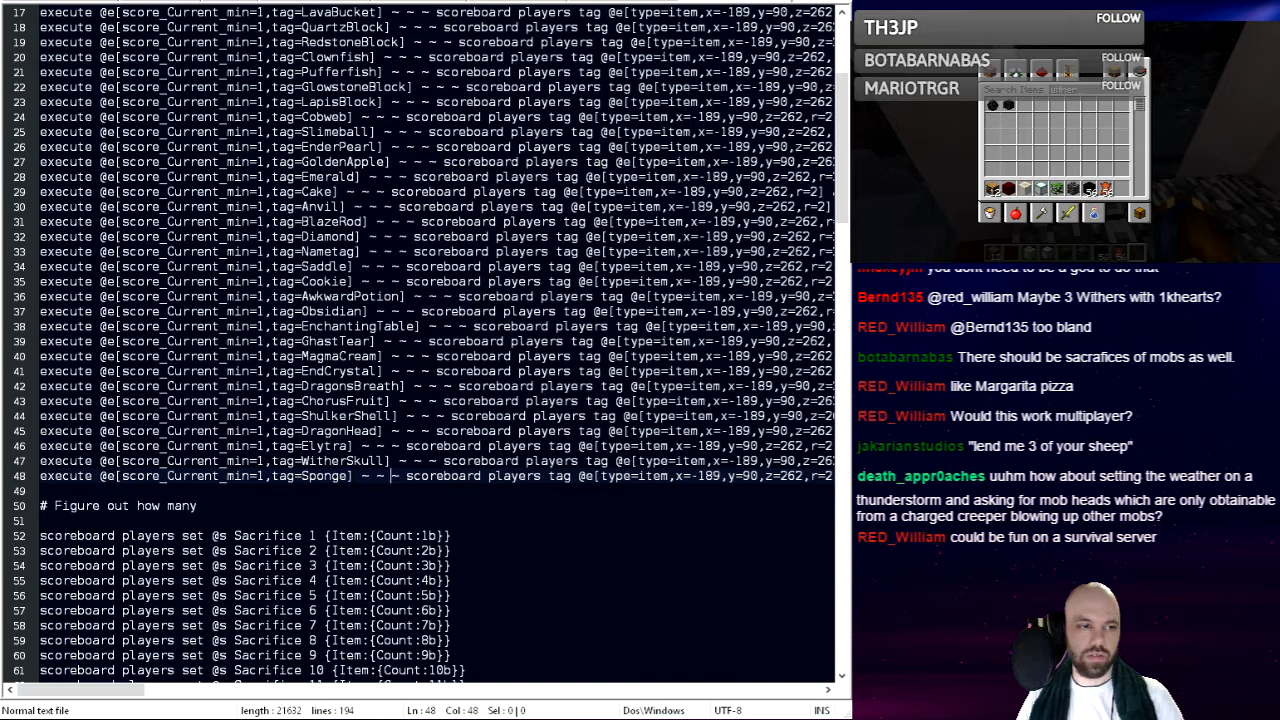 17 execute @e[score_Current_min=1,tag=LavaBucket] ~ ~ ~ scoreboard players tag @e[type=item,x=-189,y=90,z=262
18 execute @e[score_Current_min=1,tag=QuartzBlock] ~ ~ ~ scoreboard players tag @e[type=item,x=-189,y=90,z=26
19 execute @e[score_Current_min=1,tag=RedstoneBlock] ~ ~ ~ scoreboard players tag @e[type=item,x=-189,y=90,z=
20 execute @e[score_Current_min=1,tag=Clownfish] ~ ~ ~ scoreboard players tag @e[type=item,x=-189,y=90,z=262,
21 execute @e[score_Current_min=1,tag=Pufferfish] ~ ~ ~ scoreboard players tag @e[type=item,x=-189,y=90,z=262
22 execute @e[score_Current_min=1,tag=GlowstoneBlock] ~ ~ ~ scoreboard players tag @e[type=item,x=-189,y=90,z
23 execute @e[score_Current_min=1,tag=LapisBlock] ~ ~ ~ scoreboard players tag @e[type=item,x=-189,y=90,z=262
24 execute @e[score_Current_min=1,tag=Cobweb] ~ ~ ~ scoreboard players tag @e[type=item,x=-189,y=90,z=262,r=2
25 execute @e[score_Current_min=1,tag=Slimeball] ~ ~ ~ scoreboard players tag @e[type=item,x=-189,y=90,z=262,
26 execute @e[score_Current_min=1,tag=EnderPearl] ~ ~ ~ scoreboard players tag @e[type=item,x=-189,y=90,z=262
27 execute @e[score_Current_min=1,tag=GoldenApple] ~ ~ ~ scoreboard players tag @e[type=item,x=-189,y=90,z=26
28 execute @e[score_Current_min=1,tag=Emerald] ~ ~ ~ scoreboard players tag @e[type=item,x=-189,y=90,z=262,r=
29 execute @e[score_Current_min=1,tag=Cake] ~ ~ ~ scoreboard players tag @e[type=item,x=-189,y=90,z=262,r=2]
30 execute @e[score_Current_min=1,tag=Anvil] ~ ~ ~ scoreboard players tag @e[type=item,x=-189,y=90,z=262,r=2]
31 execute @e[score_Current_min=1,tag=BlazeRod] ~ ~ ~ scoreboard players tag @e[type=item,x=-189,y=90,z=262,r
32 execute @e[score_Current_min=1,tag=Diamond] ~ ~ ~ scoreboard players tag @e[type=item,x=-189,y=90,z=262,r=
33 execute @e[score_Current_min=1,tag=Nametag] ~ ~ ~ scoreboard players tag @e[type=item,x=-189,y=90,z=262,r=
34 execute @e[score_Current_min=1,tag=Saddle] ~ ~ ~ scoreboard players tag @e[type=item,x=-189,y=90,z=262,r=2
35 execute @e[score_Current_min=1,tag=Cookie] ~ ~ ~ scoreboard players tag @e[type=item,x=-189,y=90,z=262,r=2
36 execute @e[score_Current_min=1,tag=AwkwardPotion] ~ ~ ~ scoreboard players tag @e[type=item,x=-189,y=90,z=
37 execute @e[score_Current_min=1,tag=Obsidian] ~ ~ ~ scoreboard players tag @e[type=item,x=-189,y=90,z=262,r
38 execute @e[score_Current_min=1,tag=EnchantingTable] ~ ~ ~ scoreboard players tag @e[type=item,x=-189,y=90,
39 execute @e[score_Current_min=1,tag=GhastTear] ~ ~ ~ scoreboard players tag @e[type=item,x=-189,y=90,z=262,
40 execute @e[score_Current_min=1,tag=MagmaCream] ~ ~ ~ scoreboard players tag @e[type=item,x=-189,y=90,z=262
41 execute @e[score_Current_min=1,tag=EndCrystal] ~ ~ ~ scoreboard players tag @e[type=item,x=-189,y=90,z=262
42 execute @e[score_Current_min=1,tag=DragonsBreath] ~ ~ ~ scoreboard players tag @e[type=item,x=-189,y=90,z=
43 execute @e[score_Current_min=1,tag=ChorusFruit] ~ ~ ~ scoreboard players tag @e[type=item,x=-189,y=90,z=26
44 execute @e[score_Current_min=1,tag=ShulkerShell] ~ ~ ~ scoreboard players tag @e[type=item,x=-189,y=90,z=2
45 execute @e[score_Current_min=1,tag=DragonHead] ~ ~ ~ scoreboard players tag @e[type=item,x=-189,y=90,z=262
46 execute @e[score_Current_min=1,tag=Elytra] ~ ~ ~ scoreboard players tag @e[type=item,x=-189,y=90,z=262,r=2
47 execute @e[score_Current_min=1,tag=WitherSkull] ~ ~ ~ scoreboard players tag @e[type=item,x=-189,y=90,z=26
48 execute @e[score_Current_min=1,tag=Sponge] ~ ~ ~ scoreboard players tag @e[type=item,x=-189,y=90,z=262,r=2
49
50 # Figure out how many
51
52 scoreboard players set @s Sacrifice 1 {Item:{Count:1b}}
53 scoreboard players set @s Sacrifice 2 {Item:{Count:2b}}
54 scoreboard players set @s Sacrifice 3 {Item:{Count:3b}}
55 scoreboard players set @s Sacrifice 4 {Item:{Count:4b}}
56 scoreboard players set @s Sacrifice 5 {Item:{Count:5b}}
57 scoreboard players set @s Sacrifice 6 {Item:{Count:6b}}
58 scoreboard players set @s Sacrifice 7 {Item:{Count:7b}}
59 scoreboard players set @s Sacrifice 8 {Item:{Count:8b}}
60 scoreboard players set @s Sacrifice 9 {Item:{Count:9b}}
61 scoreboard players set @s Sacrifice 10 {Item:{Count:10b}}
Normal text file length : 21632 lines : 194 Ln : 48 Col : 48 Sel : 0 | 0 Dos\Windows UTF-8 INS
TH3JP FOLLOW
BOTABARNABAS FOLLOW
MARIOTRGR FOLLOW
Search Items wither
you dont need to be a god to do that
Bernd135 @red_william Maybe 3 Withers with 1khearts?
RED_William @Bernd135 too bland
botabarnabas There should be sacrafices of mobs as well.
RED_William like Margarita pizza
RED_William Would this work multiplayer?
jakarianstudios "lend me 3 of your sheep"
death_appr0aches uuhm how about setting the weather on a
thunderstorm and asking for mob heads which are only obtainable
from a charged creeper blowing up other mobs?
RED_William could be fun on a survival server